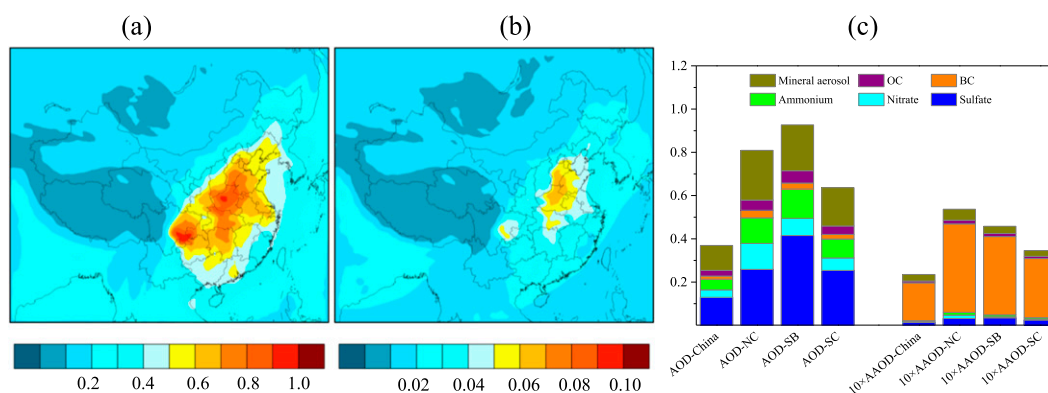 (a)
(b)
(c)
1.2
1.0
0.8
0.6
0.4
0.2
Mineral aerosol
OC
BC
Ammonium
Nitrate
Sulfate
AOD-China
AOD-NC
AOD-SB
AOD-SC
10×AAOD-China
10×AAOD-NC
10×AAOD-SB
10×AAOD-SC
0.2 0.4 0.6 0.8 1.0
0.02 0.04 0.06 0.08 0.10